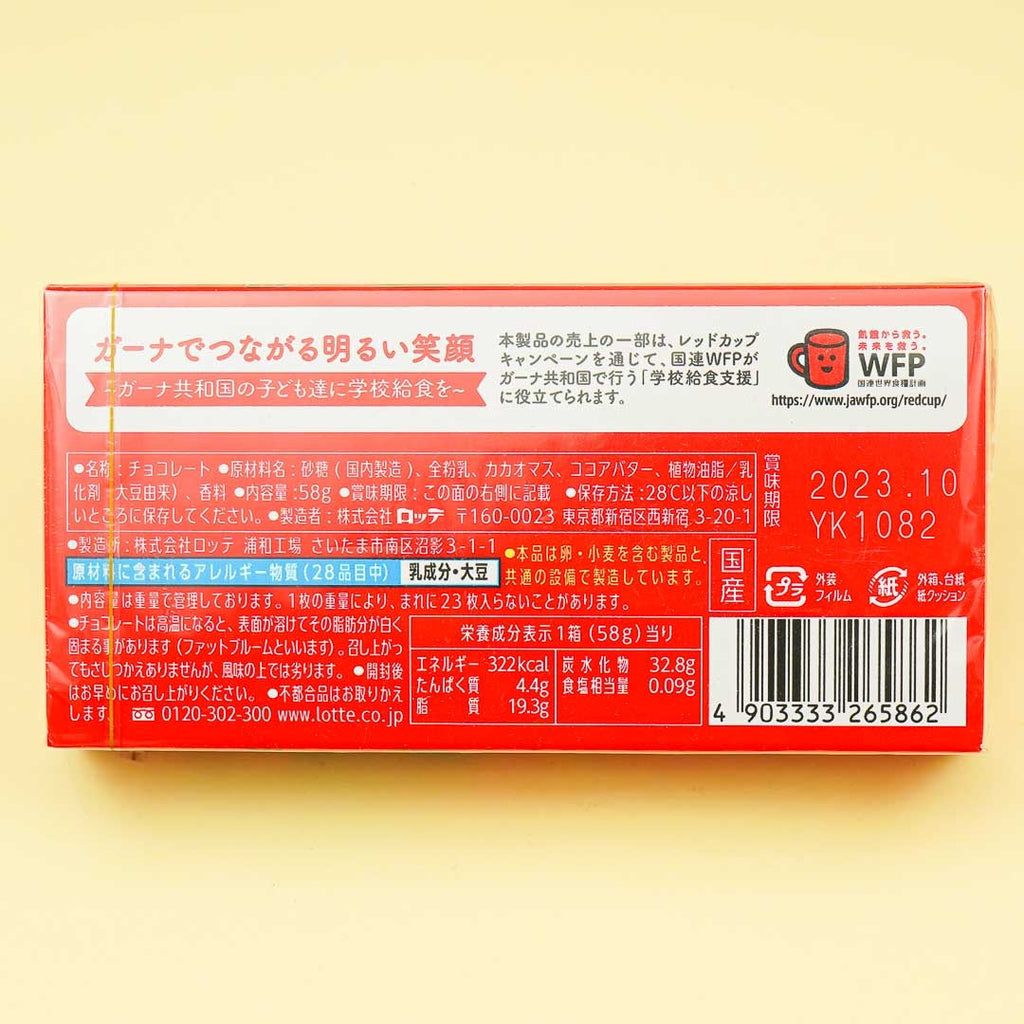 ガーナでつながる明るい笑顔
~ガーナ共和国の子ども達に学校給食を~
本製品の売上の一部は、レッドカップ
キャンペーンを通じて、国連WFPが
ガーナ共和国で行う「学校給食支援」
に役立てられます。
飢餓から救う。
未来を救う。
WFP
国連世界食糧計画
https://www.jawfp.org/redcup/
●名称：チョコレート ●原材料名：砂糖(国内製造)、全粉乳、カカオマス、ココアバター、植物油脂／乳
化剤(大豆由来)、香料 ●内容量：58g ●賞味期限：この面の右側に記載 ●保存方法：28℃以下の涼し
いところに保存してください。●製造者：株式会社ロッテ 〒160-0023 東京都新宿区西新宿3-20-1
賞味期限
2023.10
YK1082
●製造所：株式会社ロッテ 浦和工場 さいたま市南区沼影3-1-1
原材料に含まれるアレルギー物質(28品目中) 乳成分・大豆
●本品は卵・小麦を含む製品と
共通の設備で製造しています。
国産
プラ
外装
フィルム
紙
外箱、台紙
紙クッション
●内容量は重量で管理しております。1枚の重量により、まれに23枚入らないことがあります。
●チョコレートは高温になると、表面が溶けてその脂肪分が白く
固まる事があります(ファットブルームといいます)。召し上がっ
てもさしつかえありませんが、風味の上では劣ります。●開封後
はお早めにお召し上がりください。●不都合品はお取りかえ
します。 0120-302-300 www.lotte.co.jp
栄養成分表示1箱(58g)当り
エネルギー 322kcal 炭水化物 32.8g
たんぱく質 4.4g 食塩相当量 0.09g
脂質 19.3g
4 903333 265862